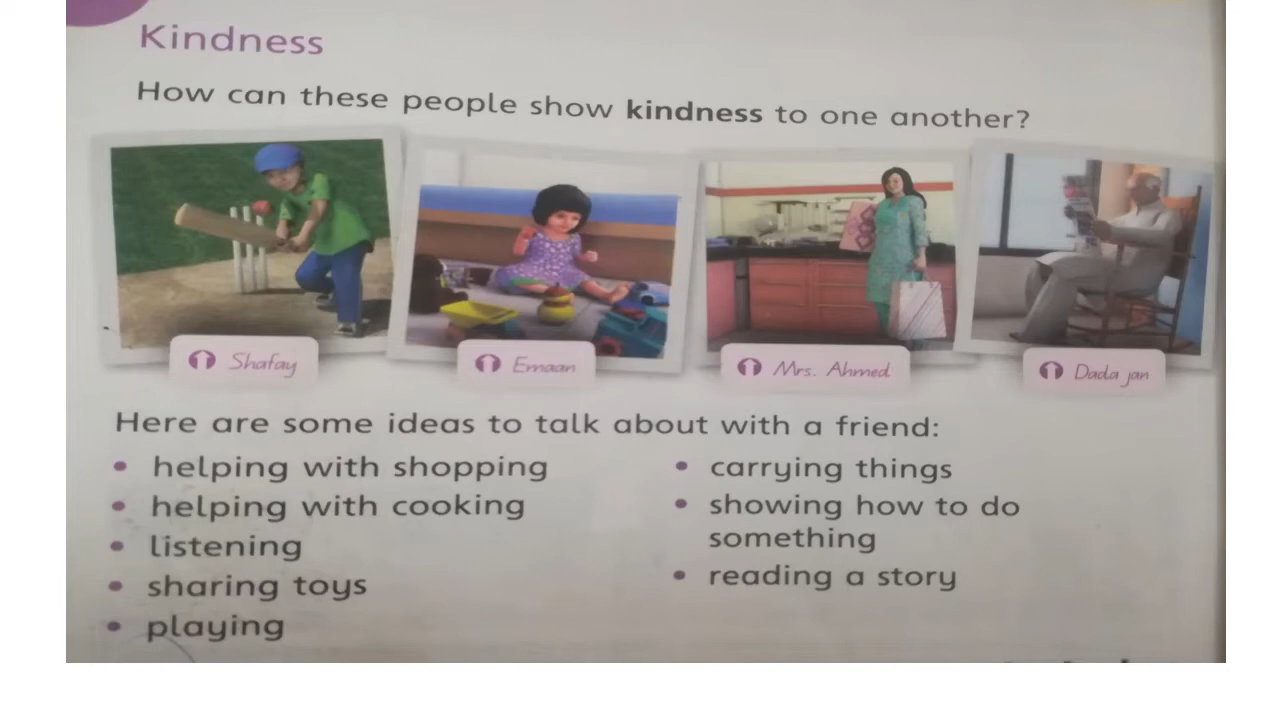 Kindness
How can these people show kindness to one another?
Shafay
Emaan
Mrs. Ahmed
Dada jan
Here are some ideas to talk about with a friend:
• helping with shopping
• helping with cooking
• listening
• sharing toys
• playing
• carrying things
• showing how to do
something
• reading a story